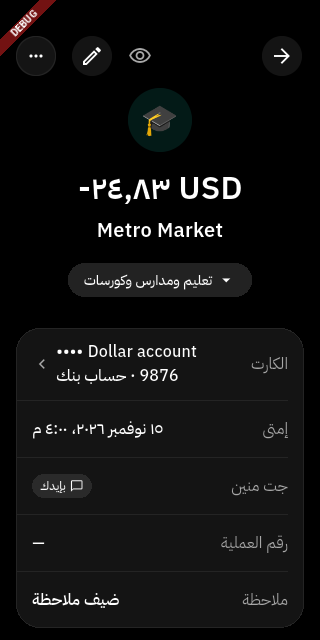 DEBUG
-٢٤,٨٣ USD
Metro Market
تعليم ومدارس وكورسات
الكارت
•••• Dollar account
حساب بنك · 9876
إمتى
١٥ نوفمبر ٢٠٢٦، ٤:٠٠ م
جت منين
بإيدك
رقم العملية
—
ملاحظة
ضيف ملاحظة